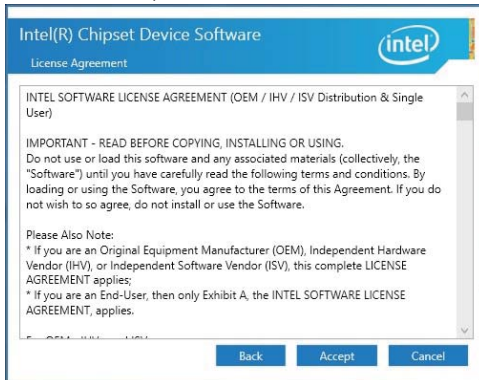 Intel(R) Chipset Device Software
License Agreement
intel
INTEL SOFTWARE LICENSE AGREEMENT (OEM / IHV / ISV Distribution & Single
User)
IMPORTANT - READ BEFORE COPYING, INSTALLING OR USING.
Do not use or load this software and any associated materials (collectively, the
"Software") until you have carefully read the following terms and conditions. By
loading or using the Software, you agree to the terms of this Agreement. If you do
not wish to so agree, do not install or use the Software.
Please Also Note:
* If you are an Original Equipment Manufacturer (OEM), Independent Hardware
Vendor (IHV), or Independent Software Vendor (ISV), this complete LICENSE
AGREEMENT applies;
* If you are an End-User, then only Exhibit A, the INTEL SOFTWARE LICENSE
AGREEMENT, applies.
Back Accept Cancel